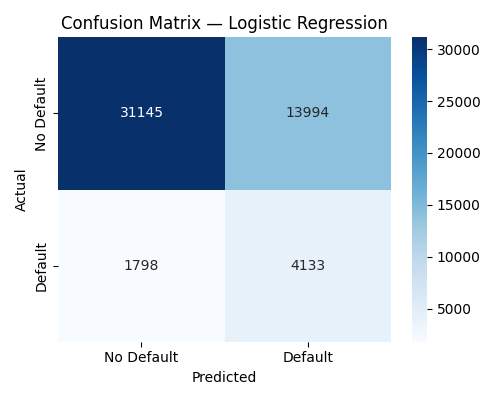 Confusion Matrix — Logistic Regression
No Default
Default
Actual
31145
13994
1798
4133
No Default
Default
Predicted
30000
25000
20000
15000
10000
5000